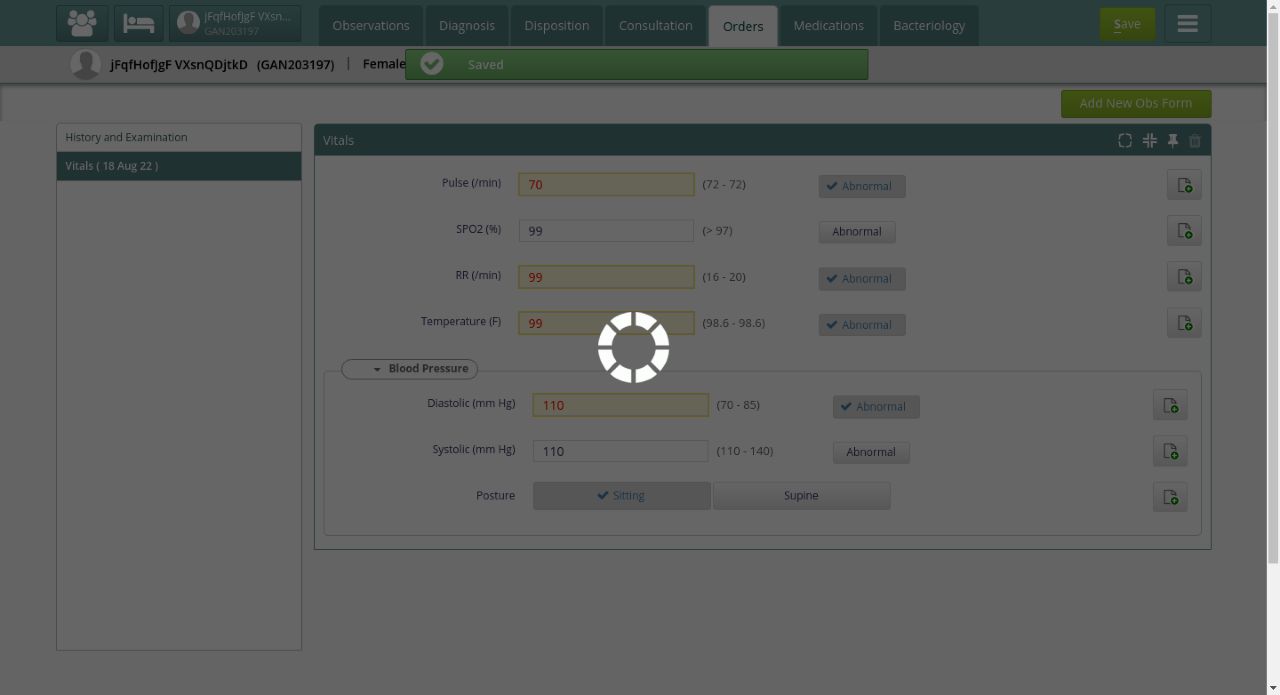 jFqfHofJgF VXsn...
GAN203197
Observations
Diagnosis
Disposition
Consultation
Orders
Medications
Bacteriology
Save
jFqfHofJgF VXsnQDjtkD (GAN203197) | Female
Saved
Add New Obs Form
History and Examination
Vitals ( 18 Aug 22 )
Vitals
Pulse (/min) 70 (72 - 72) Abnormal
SPO2 (%) 99 (> 97) Abnormal
RR (/min) 99 (16 - 20) Abnormal
Temperature (F) 99 (98.6 - 98.6) Abnormal
Blood Pressure
Diastolic (mm Hg) 110 (70 - 85) Abnormal
Systolic (mm Hg) 110 (110 - 140) Abnormal
Posture Sitting Supine